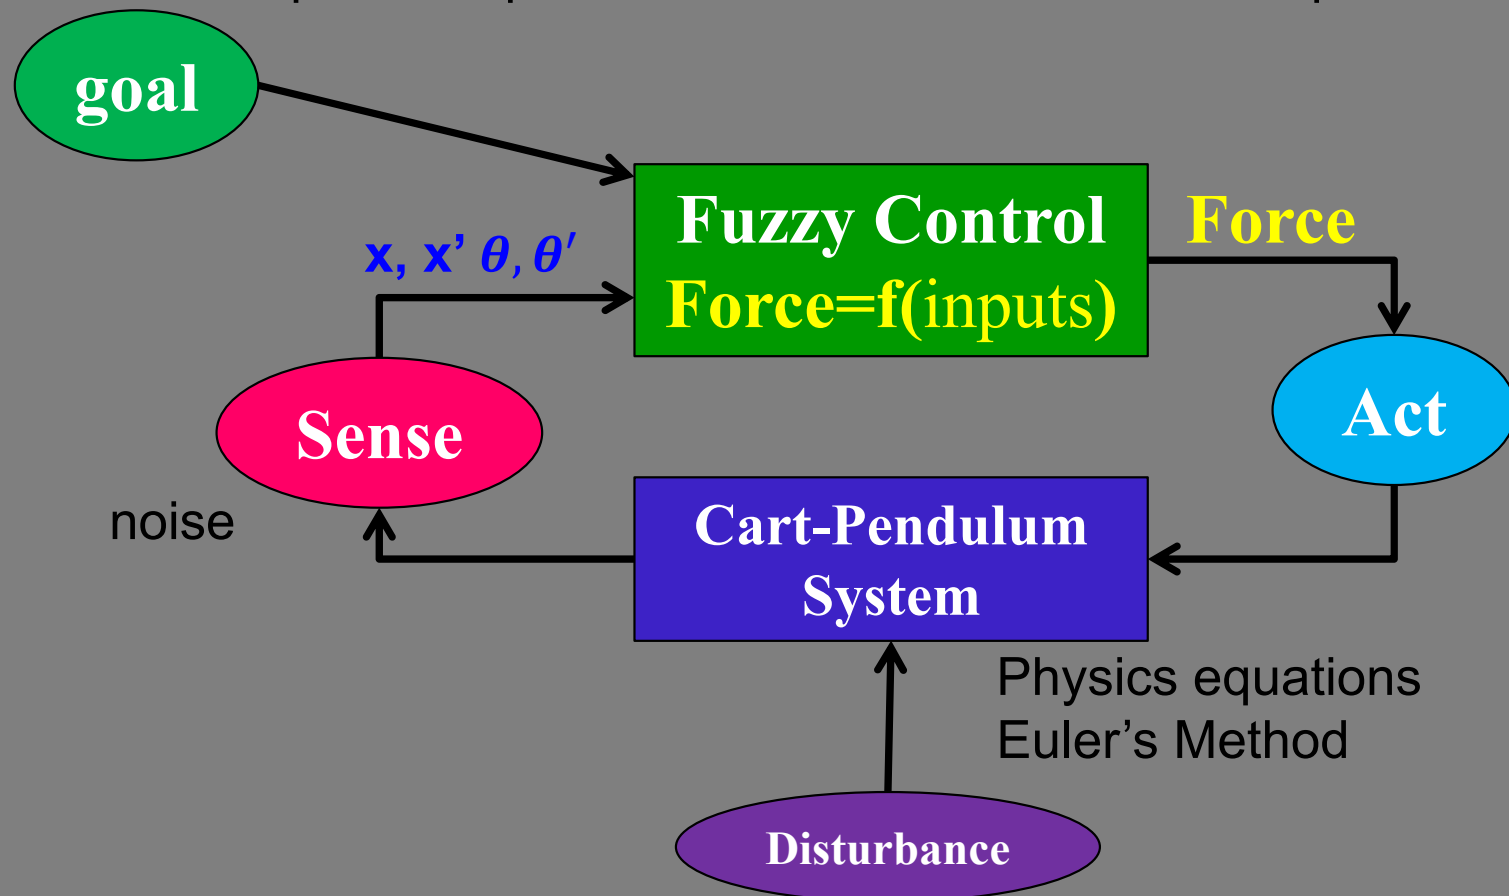 goal
Fuzzy Control
Force=f(inputs)
Force
x, x’ θ, θ′
Sense
Act
noise
Cart-Pendulum
System
Physics equations
Euler’s Method
Disturbance